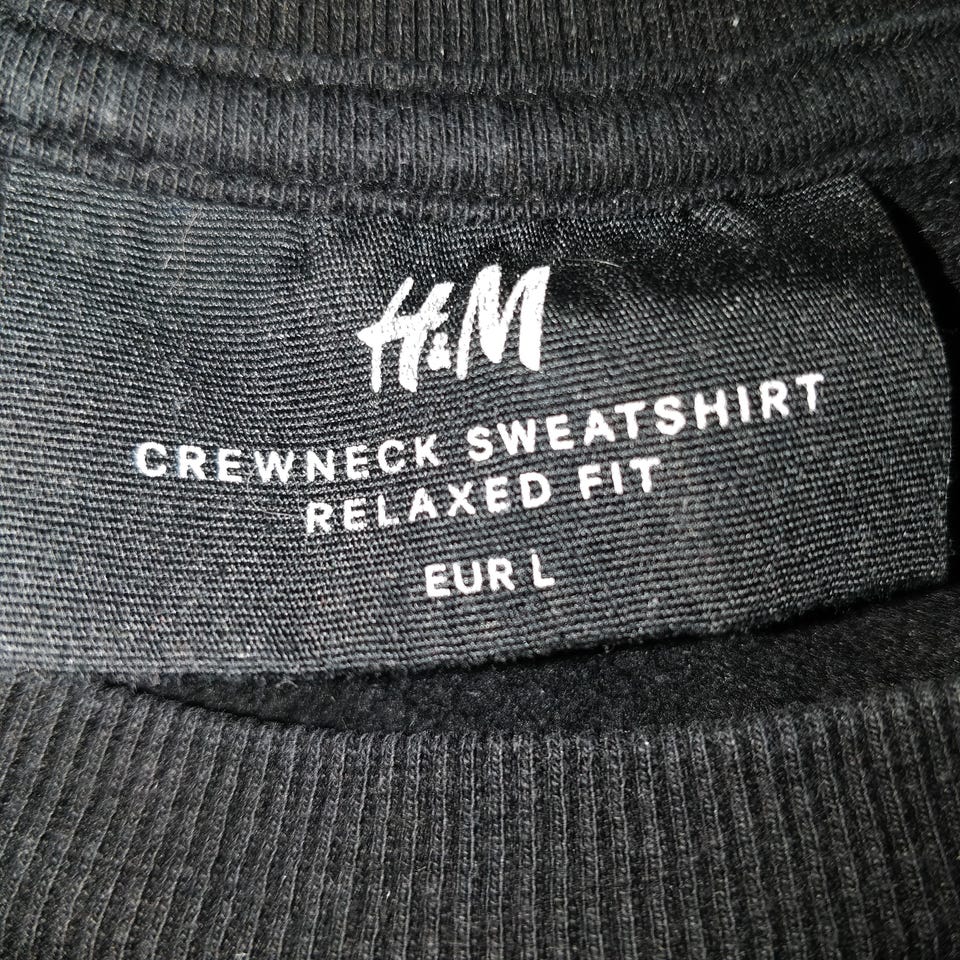 H&M
CREWNECK SWEATSHIRT
RELAXED FIT
EUR L